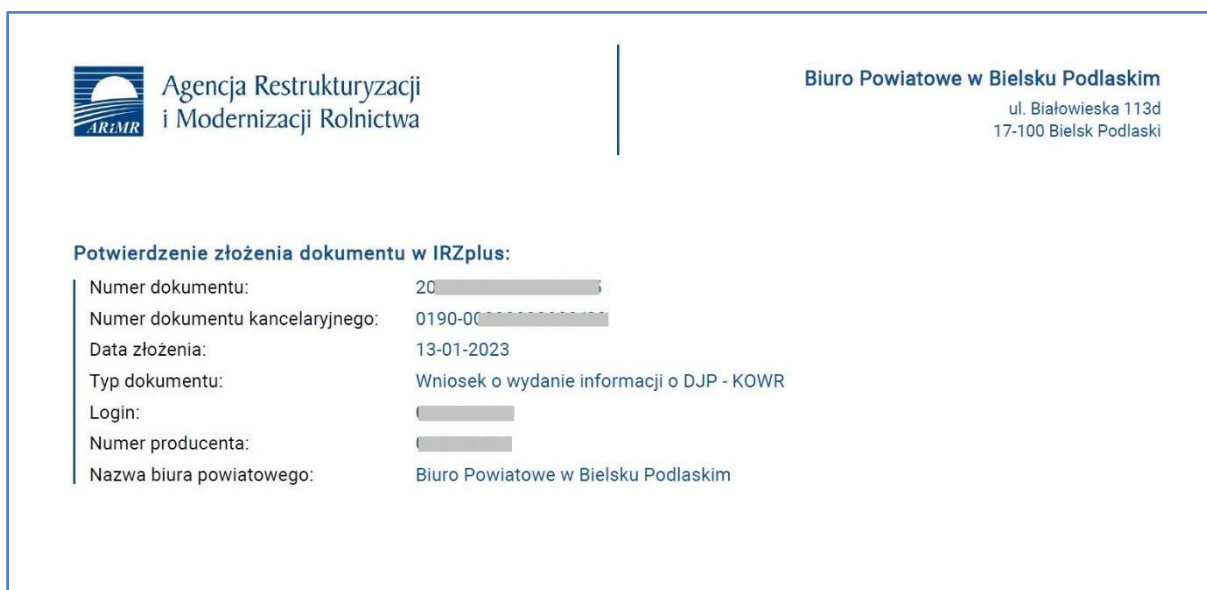 ARiMR
Agencja Restrukturyzacji
i Modernizacji Rolnictwa
Biuro Powiatowe w Bielsku Podlaskim
ul. Białowieska 113d
17-100 Bielsk Podlaski
Potwierdzenie złożenia dokumentu w IRZplus:
Numer dokumentu: 20
Numer dokumentu kancelaryjnego: 0190-00
Data złożenia: 13-01-2023
Typ dokumentu: Wniosek o wydanie informacji o DJP - KOWR
Login:
Numer producenta:
Nazwa biura powiatowego: Biuro Powiatowe w Bielsku Podlaskim